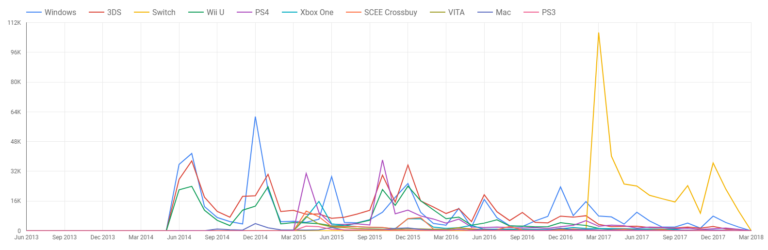 Windows 3DS Switch Wii U PS4 Xbox One SCEE Crossbuy VITA Mac PS3
112K
96K
80K
64K
48K
32K
16K
0
Jun 2013 Sep 2013 Dec 2013 Mar 2014 Jun 2014 Sep 2014 Dec 2014 Mar 2015 Jun 2015 Sep 2015 Dec 2015 Mar 2016 Jun 2016 Sep 2016 Dec 2016 Mar 2017 Jun 2017 Sep 2017 Dec 2017 Mar 2018